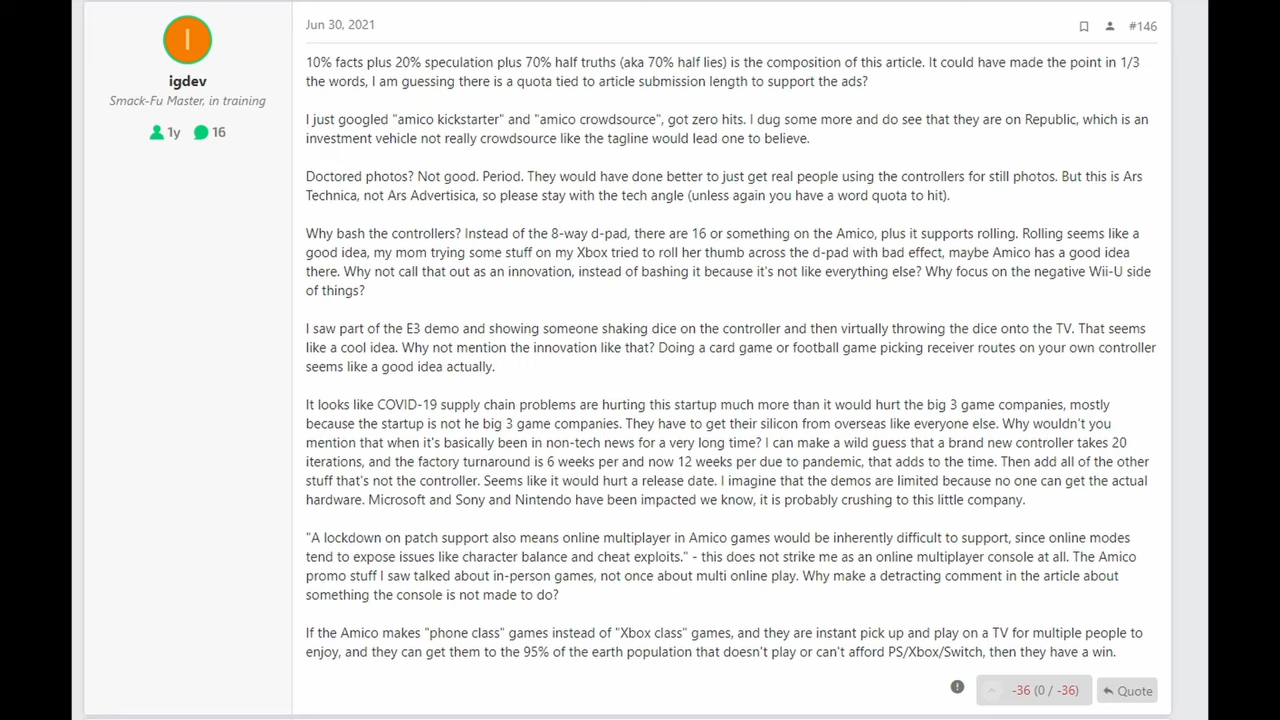 I
igdev
Smack-Fu Master, in training
1y 16
Jun 30, 2021
#146
10% facts plus 20% speculation plus 70% half truths (aka 70% half lies) is the composition of this article. It could have made the point in 1/3
the words, I am guessing there is a quota tied to article submission length to support the ads?
I just googled "amico kickstarter" and "amico crowdsource", got zero hits. I dug some more and do see that they are on Republic, which is an
investment vehicle not really crowdsource like the tagline would lead one to believe.
Doctored photos? Not good. Period. They would have done better to just get real people using the controllers for still photos. But this is Ars
Technica, not Ars Advertisica, so please stay with the tech angle (unless again you have a word quota to hit).
Why bash the controllers? Instead of the 8-way d-pad, there are 16 or something on the Amico, plus it supports rolling. Rolling seems like a
good idea, my mom trying some stuff on my Xbox tried to roll her thumb across the d-pad with bad effect, maybe Amico has a good idea
there. Why not call that out as an innovation, instead of bashing it because it's not like everything else? Why focus on the negative Wii-U side
of things?
I saw part of the E3 demo and showing someone shaking dice on the controller and then virtually throwing the dice onto the TV. That seems
like a cool idea. Why not mention the innovation like that? Doing a card game or football game picking receiver routes on your own controller
seems like a good idea actually.
It looks like COVID-19 supply chain problems are hurting this startup much more than it would hurt the big 3 game companies, mostly
because the startup is not he big 3 game companies. They have to get their silicon from overseas like everyone else. Why wouldn't you
mention that when it's basically been in non-tech news for a very long time? I can make a wild guess that a brand new controller takes 20
iterations, and the factory turnaround is 6 weeks per and now 12 weeks per due to pandemic, that adds to the time. Then add all of the other
stuff that's not the controller. Seems like it would hurt a release date. I imagine that the demos are limited because no one can get the actual
hardware. Microsoft and Sony and Nintendo have been impacted we know, it is probably crushing to this little company.
"A lockdown on patch support also means online multiplayer in Amico games would be inherently difficult to support, since online modes
tend to expose issues like character balance and cheat exploits." - this does not strike me as an online multiplayer console at all. The Amico
promo stuff I saw talked about in-person games, not once about multi online play. Why make a detracting comment in the article about
something the console is not made to do?
If the Amico makes "phone class" games instead of "Xbox class" games, and they are instant pick up and play on a TV for multiple people to
enjoy, and they can get them to the 95% of the earth population that doesn't play or can't afford PS/Xbox/Switch, then they have a win.
-36 (0 / -36) Quote